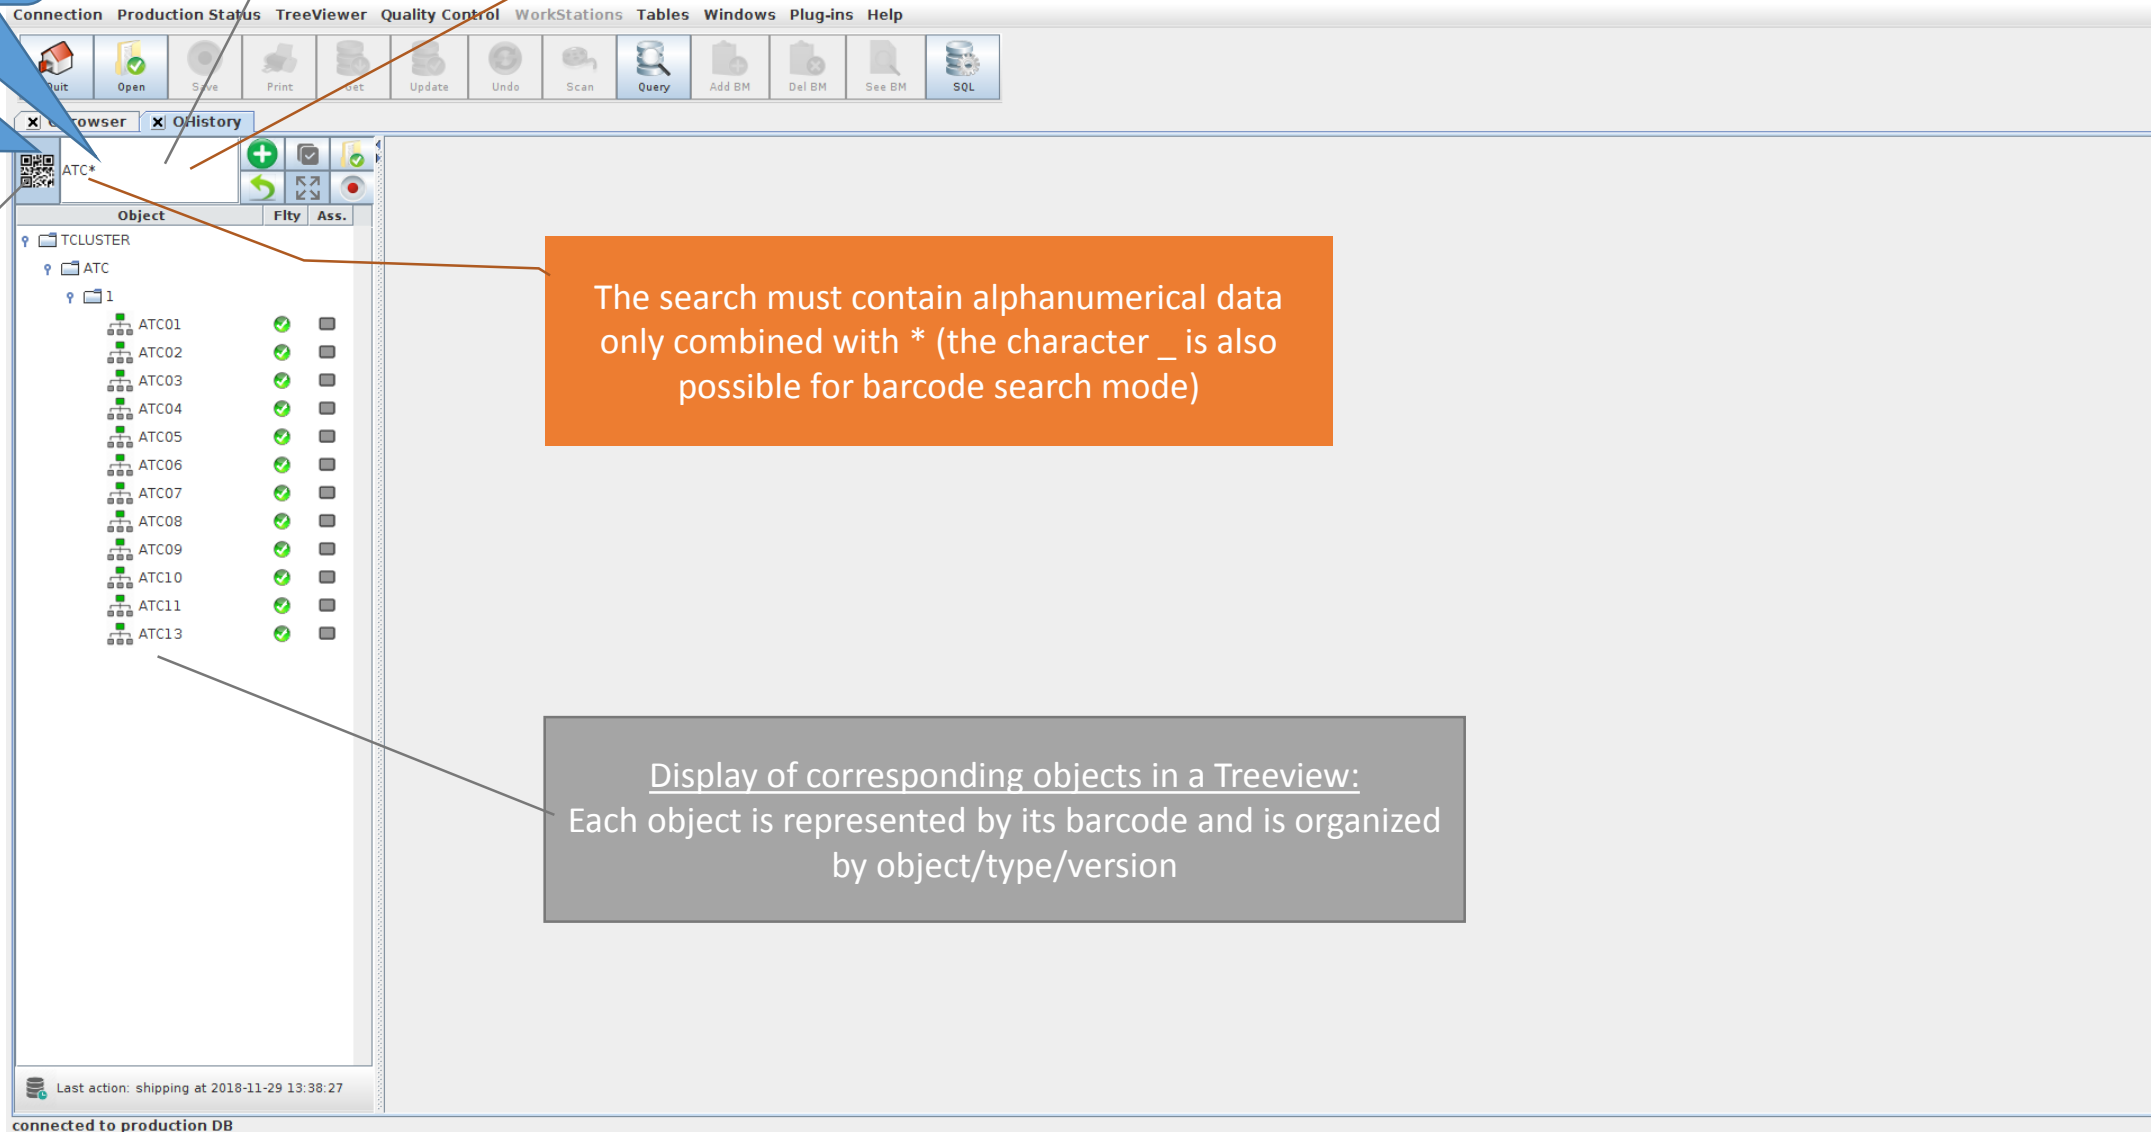 Connection Production Status TreeViewer Quality Control WorkStations Tables Windows Plug-ins Help
Open Save Print Update Undo Scan Query Add BM Del BM See BM SQL
OHistory
ATC*
Object Flty Ass.
TCLUSTER
ATC
1
ATC01
ATC02
ATC03
ATC04
ATC05
ATC06
ATC07
ATC08
ATC09
ATC10
ATC11
ATC13
The search must contain alphanumerical data
only combined with * (the character _ is also
possible for barcode search mode)
Display of corresponding objects in a Treeview:
Each object is represented by its barcode and is organized
by object/type/version
Last action: shipping at 2018-11-29 13:38:27
connected to production DB